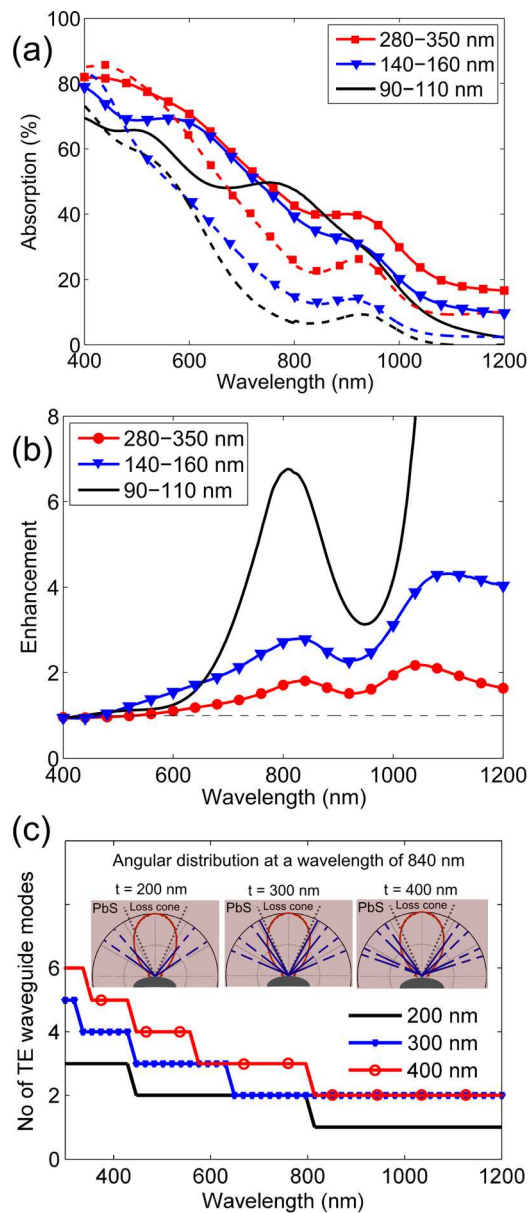 (a)
100
80
60
40
20
0
Absorption (%)
280−350 nm
140−160 nm
90−110 nm
400 600 800 1000 1200
Wavelength (nm)
(b)
8
6
4
2
0
Enhancement
280−350 nm
140−160 nm
90−110 nm
400 600 800 1000 1200
Wavelength (nm)
(c)
Angular distribution at a wavelength of 840 nm
t = 200 nm t = 300 nm t = 400 nm
PbS Loss cone PbS Loss cone PbS Loss cone
6
4
2
0
No of TE waveguide modes
200 nm
300 nm
400 nm
400 600 800 1000 1200
Wavelength (nm)